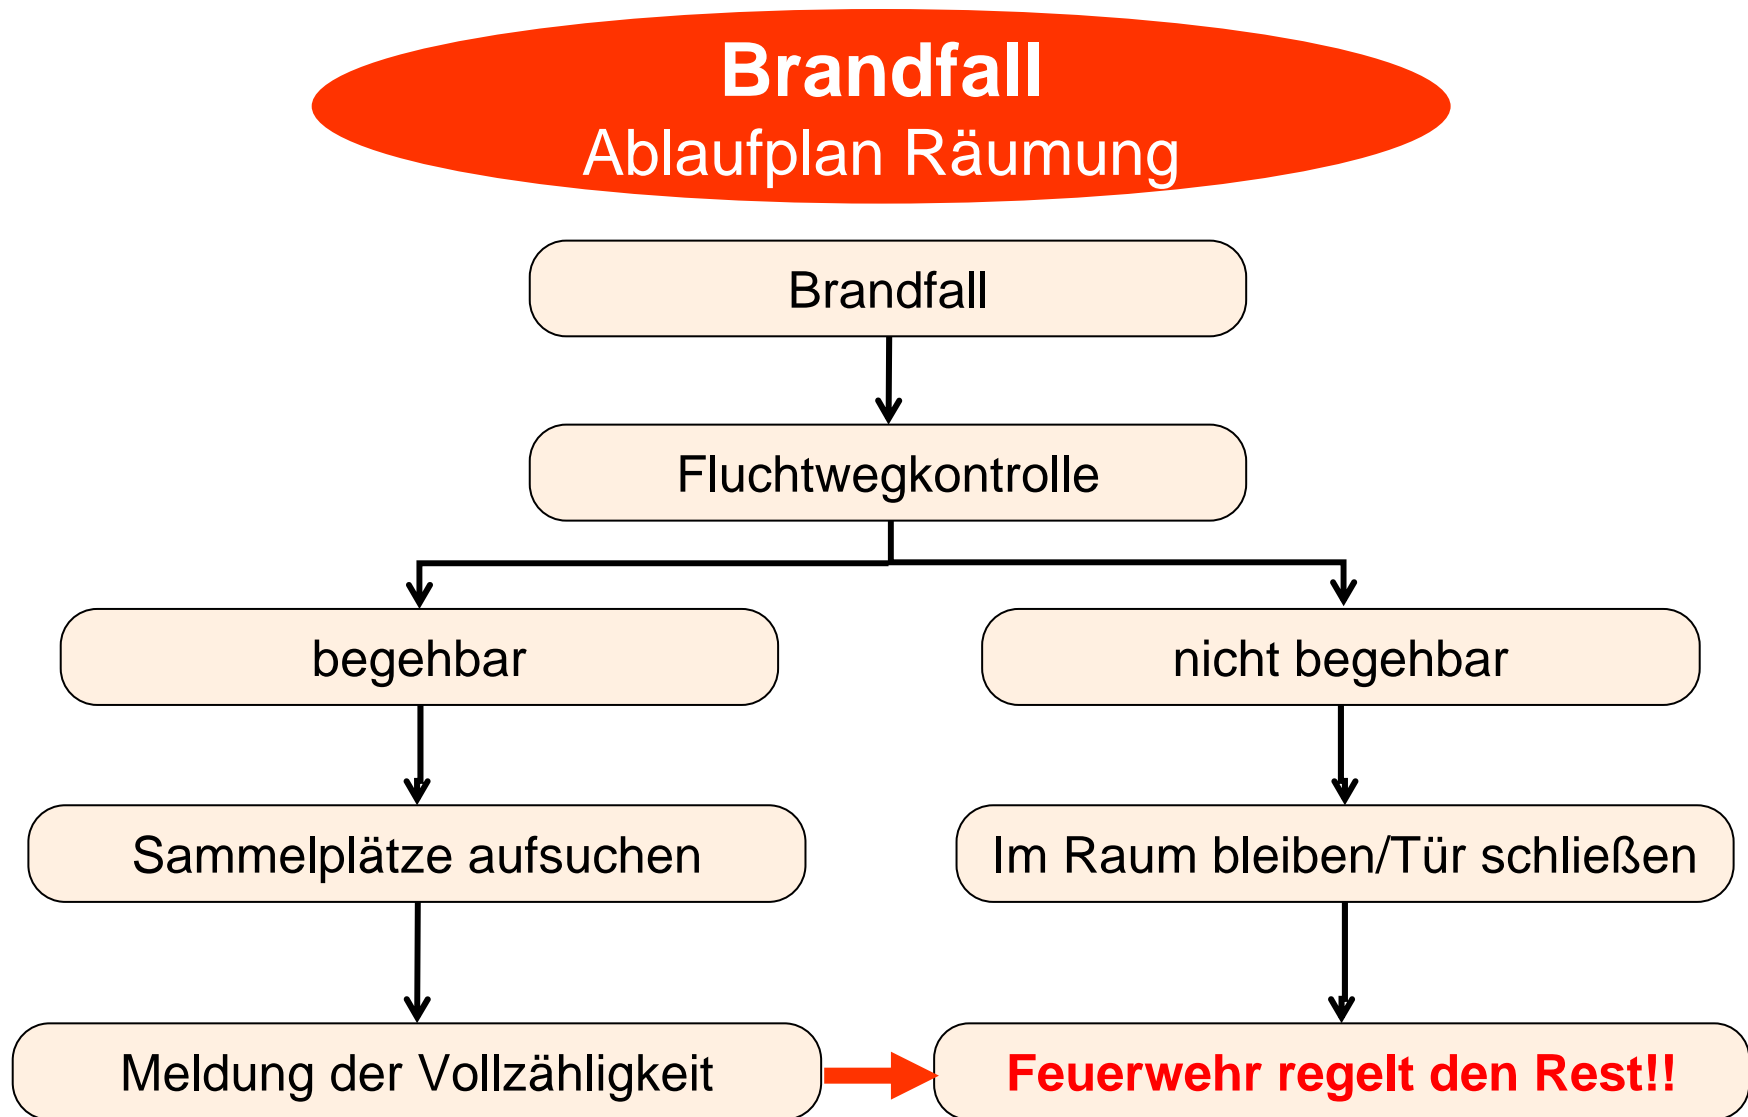 Brandfall
Ablaufplan Räumung
Brandfall
Fluchtwegkontrolle
begehbar
nicht begehbar
Sammelplätze aufsuchen
Im Raum bleiben/Tür schließen
Meldung der Vollzähligkeit
Feuerwehr regelt den Rest!!